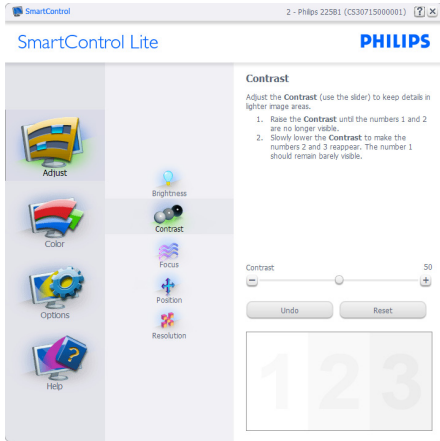 SmartControl
2 - Philips 225B1 (CS30715000001)
SmartControl Lite
PHILIPS
Adjust
Color
Options
Help
Brightness
Contrast
Focus
Position
Resolution
Contrast
Adjust the Contrast (use the slider) to keep details in
lighter image areas.
1. Raise the Contrast until the numbers 1 and 2
are no longer visible.
2. Slowly lower the Contrast to make the
numbers 2 and 3 reappear. The number 1
should remain barely visible.
Contrast 50
Undo Reset
1 2 3